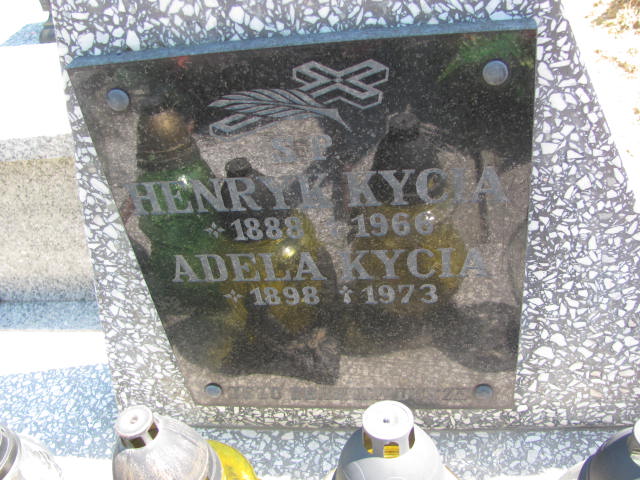 Ś P
HENRYK KYCIA
* 1888 † 1966
ADELA KYCIA
* 1898 † 1973